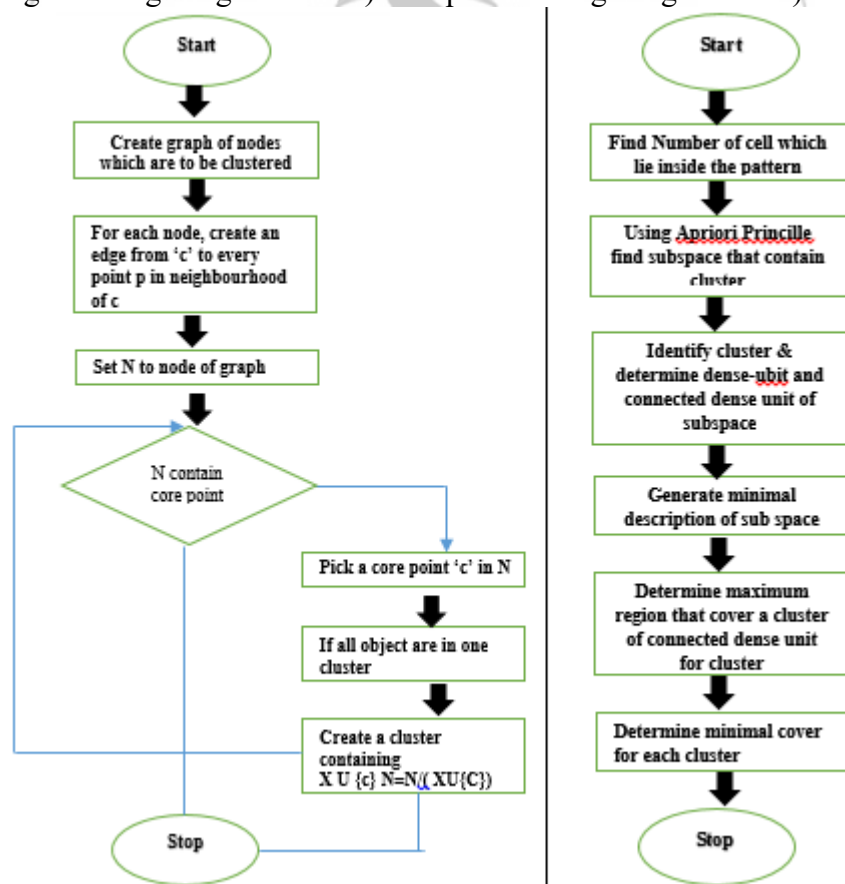 Start
Create graph of nodes
which are to be clustered
For each node, create an
edge from ‘c’ to every
point p in neighbourhood
of c
Set N to node of graph
N contain
core point
Pick a core point ‘c’ in N
If all object are in one
cluster
Create a cluster
containing
X U {c} N=N/( XU{C})
Stop
Start
Find Number of cell which
lie inside the pattern
Using Apriori Princille
find subspace that contain
cluster
Identify cluster &
determine dense-ubit and
connected dense unit of
subspace
Generate minimal
description of sub space
Determine maximum
region that cover a cluster
of connected dense unit
for cluster
Determine minimal cover
for each cluster
Stop